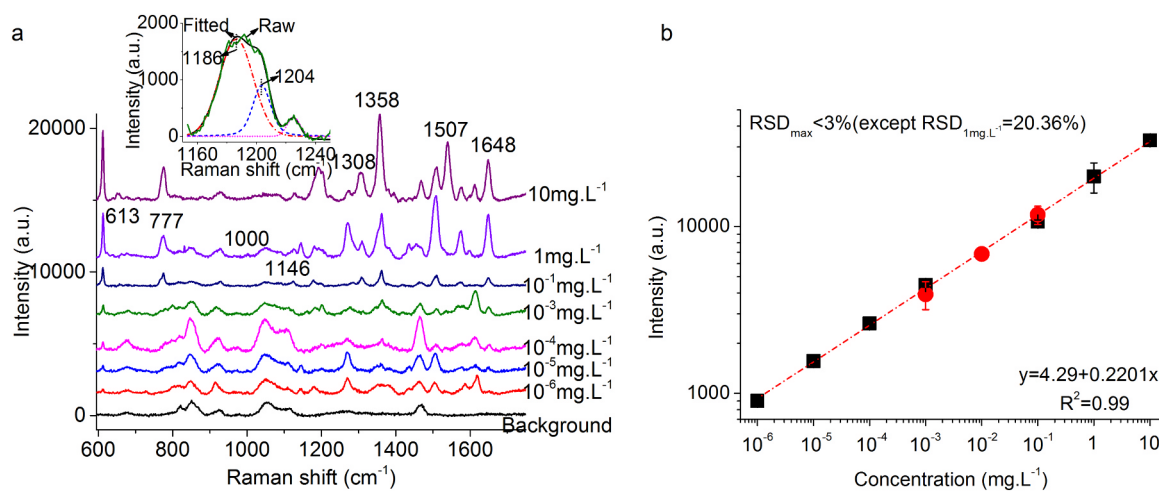 a
2000
1000
0
Intensity (a.u.)
Fitted
Raw
1186
1204
1160
1200
1240
Raman shift (cm⁻¹)
20000
10000
0
Intensity (a.u.)
1358
1507
1308
1648
10mg.L⁻¹
613
777
1000
1146
1mg.L⁻¹
10⁻¹mg.L⁻¹
10⁻³mg.L⁻¹
10⁻⁴mg.L⁻¹
10⁻⁵mg.L⁻¹
10⁻⁶mg.L⁻¹
Background
600
800
1000
1200
1400
1600
Raman shift (cm⁻¹)
b
RSDmax<3%(except RSD1mg.L⁻¹=20.36%)
10000
1000
Intensity (a.u.)
y=4.29+0.2201x
R²=0.99
10⁻⁶
10⁻⁵
10⁻⁴
10⁻³
10⁻²
10⁻¹
1
10
Concentration (mg.L⁻¹)